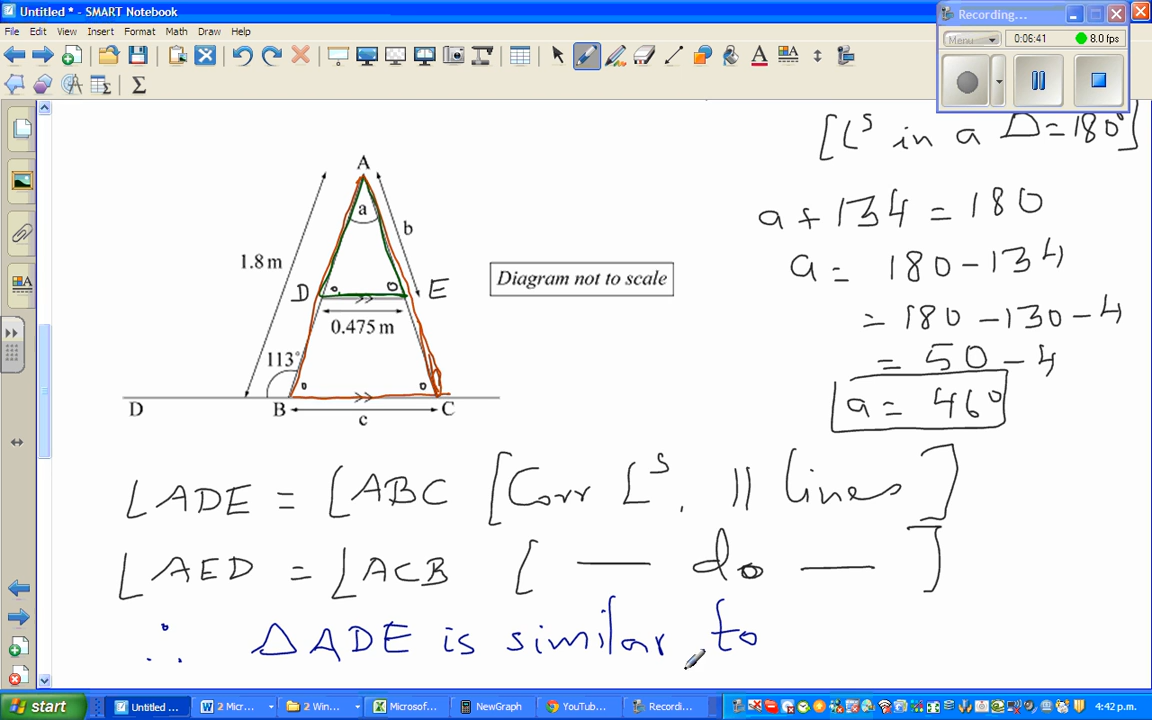 Untitled * - SMART Notebook
File Edit View Insert Format Math Draw Help
Recording...
Menu 0:06:41 8.0 fps
[∠s in a Δ=180°]
a + 134 = 180
a = 180-134
= 180 -130 - 4
= 50 - 4
a = 46°
A
a
b
1.8 m
D E
0.475 m
113°
D B C
c
Diagram not to scale
∠ADE = ∠ABC [Corr ∠s, || lines]
∠AED = ∠ACB [ — do — ]
∴ ΔADE is similar to
start
Untitled ...
2 Micr...
2 Win...
Microsof...
NewGraph
YouTub...
Recordi...
4:42 p.m.